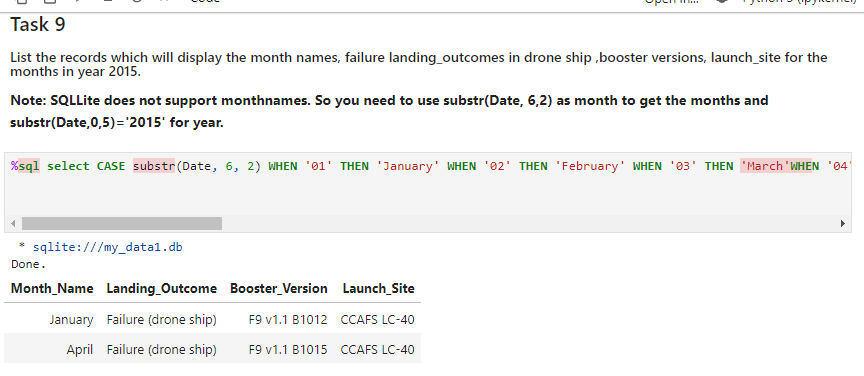 Task 9
List the records which will display the month names, failure landing_outcomes in drone ship ,booster versions, launch_site for the
months in year 2015.
Note: SQLLite does not support monthnames. So you need to use substr(Date, 6,2) as month to get the months and
substr(Date,0,5)='2015' for year.
%sql select CASE substr(Date, 6, 2) WHEN '01' THEN 'January' WHEN '02' THEN 'February' WHEN '03' THEN 'March'WHEN '04'
* sqlite:///my_data1.db
Done.
Month_Name Landing_Outcome Booster_Version Launch_Site
January Failure (drone ship) F9 v1.1 B1012 CCAFS LC-40
April Failure (drone ship) F9 v1.1 B1015 CCAFS LC-40